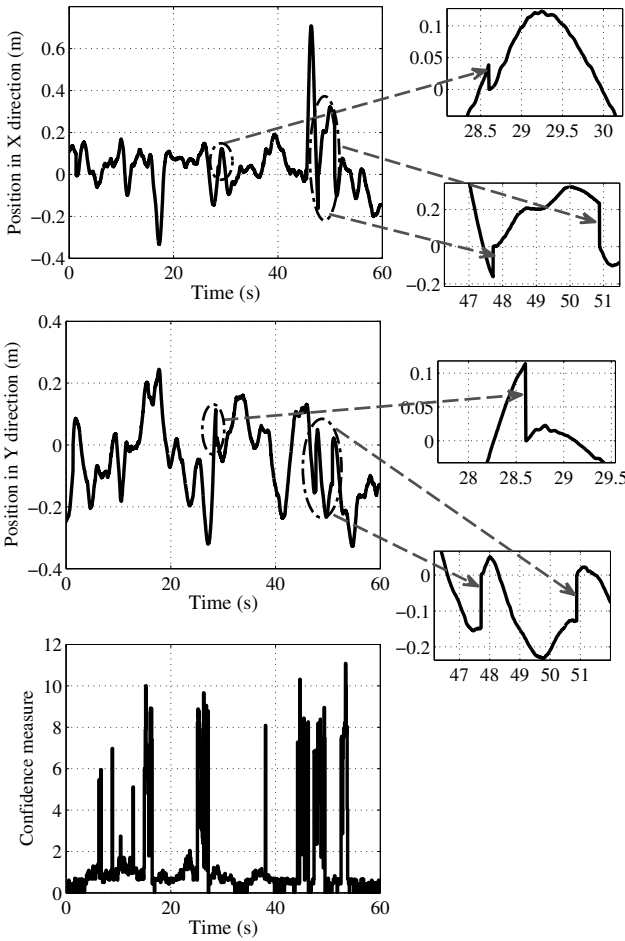 Position in X direction (m)
0.6
0.4
0.2
0
−0.2
−0.4
0 20 40 60
Time (s)
0.1
0.05
0
28.5 29 29.5 30
0.2
0
−0.2
47 48 49 50 51
Position in Y direction (m)
0.4
0.2
0
−0.2
−0.4
0 20 40 60
Time (s)
0.1
0.05
0
28 28.5 29 29.5
0
−0.1
−0.2
47 48 49 50 51
Confidence measure
12
10
8
6
4
2
0
0 20 40 60
Time (s)